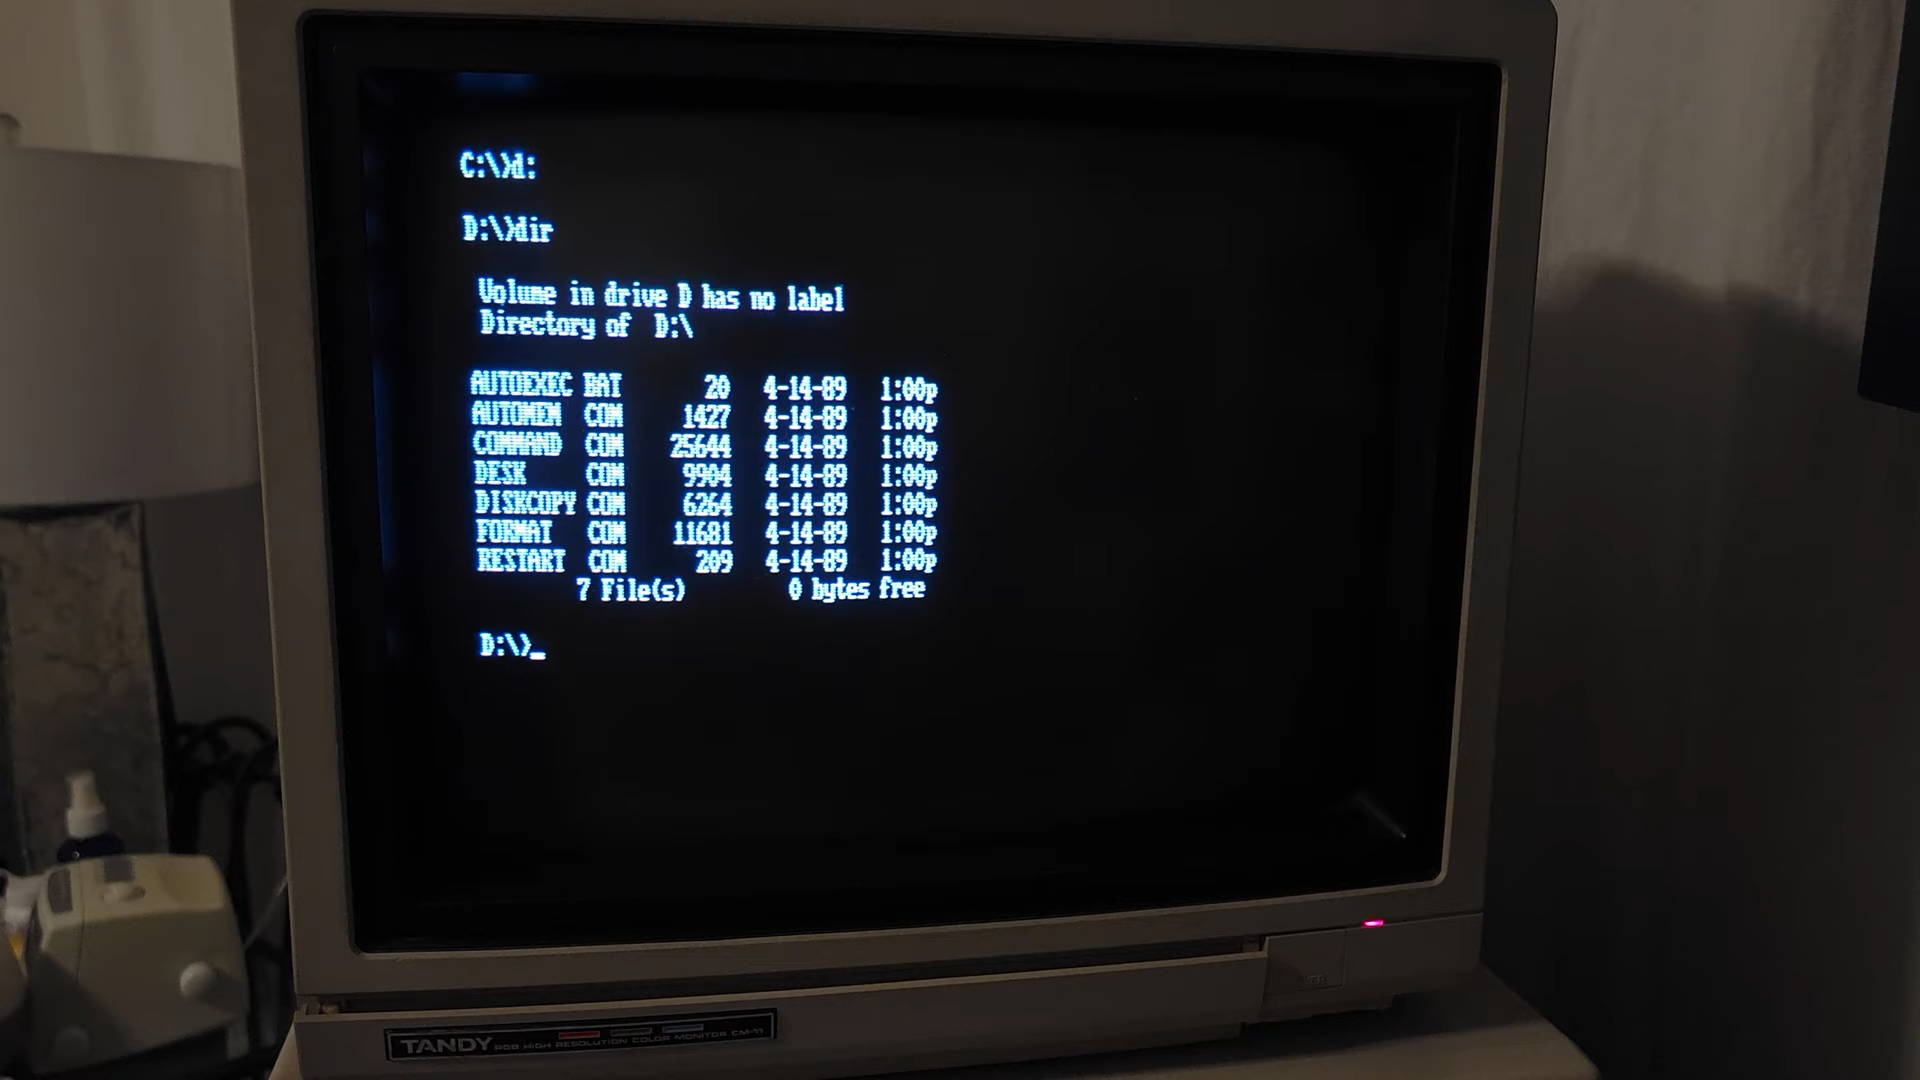 C:\>d:
D:\>dir
Volume in drive D has no label
Directory of  D:\
AUTOEXEC BAT        20   4-14-89   1:00p
AUTOMEM  COM      1427   4-14-89   1:00p
COMMAND  COM     25644   4-14-89   1:00p
DESK     COM      9904   4-14-89   1:00p
DISKCOPY COM      6264   4-14-89   1:00p
FORMAT   COM     11681   4-14-89   1:00p
RESTART  COM       209   4-14-89   1:00p
7 File(s)         0 bytes free
D:\>_
TANDY RGB HIGH RESOLUTION COLOR MONITOR CM-11